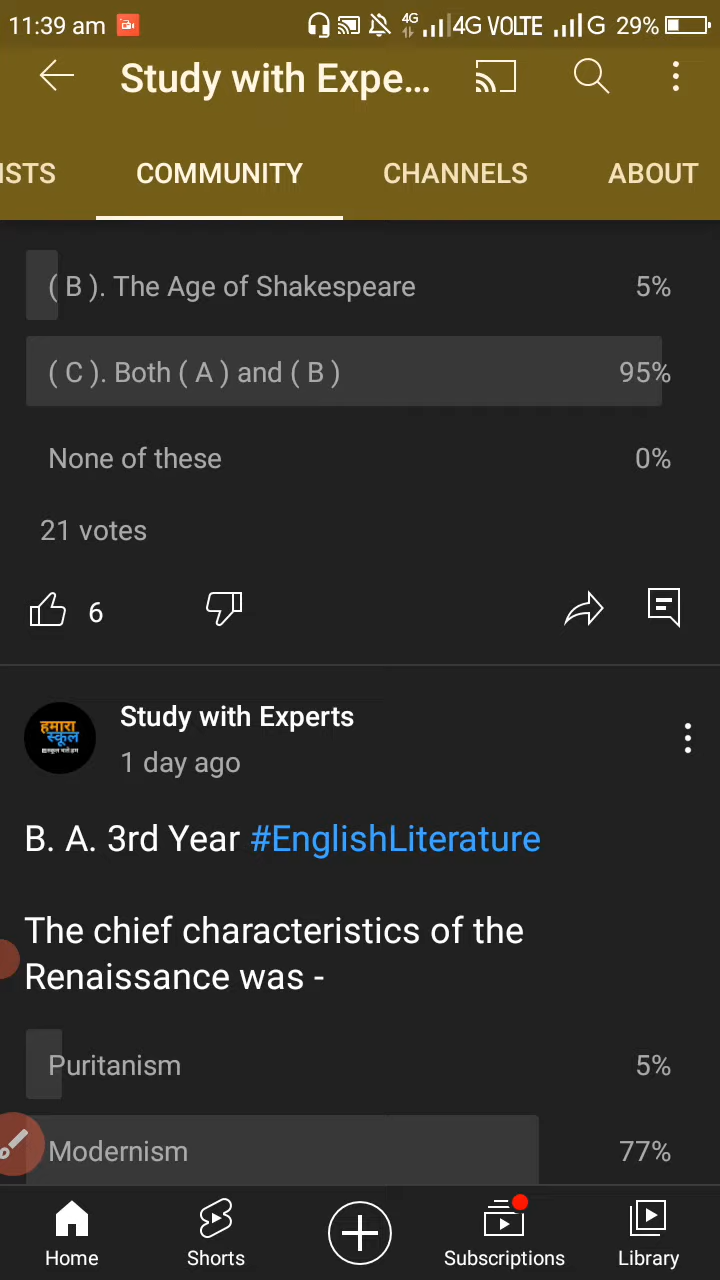 11:39 am 4G 4G VOLTE G 29%
Study with Expe...
ISTS COMMUNITY CHANNELS ABOUT
( B ). The Age of Shakespeare 5%
( C ). Both ( A ) and ( B ) 95%
None of these 0%
21 votes
6
हमारा
स्कूल
Study with Experts
1 day ago
B. A. 3rd Year #EnglishLiterature
The chief characteristics of the
Renaissance was -
Puritanism 5%
Modernism 77%
Home Shorts Subscriptions Library